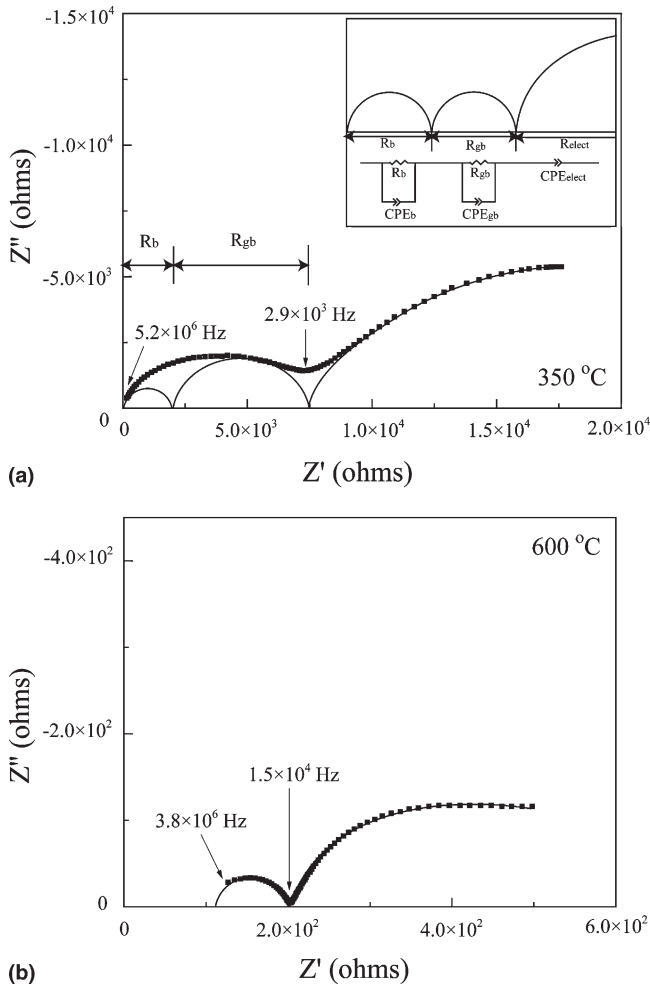 -1.5×10⁴
-1.0×10⁴
-5.0×10³
0
Z" (ohms)
Rb
Rgb
Relect
Rb
Rgb
CPEb
CPEgb
CPEelect
Rb
Rgb
5.2×10⁶ Hz
2.9×10³ Hz
350 °C
0
5.0×10³
1.0×10⁴
1.5×10⁴
2.0×10⁴
Z' (ohms)
(a)
-4.0×10²
-2.0×10²
0
Z" (ohms)
600 °C
1.5×10⁴ Hz
3.8×10⁶ Hz
0
2.0×10²
4.0×10²
6.0×10²
Z' (ohms)
(b)